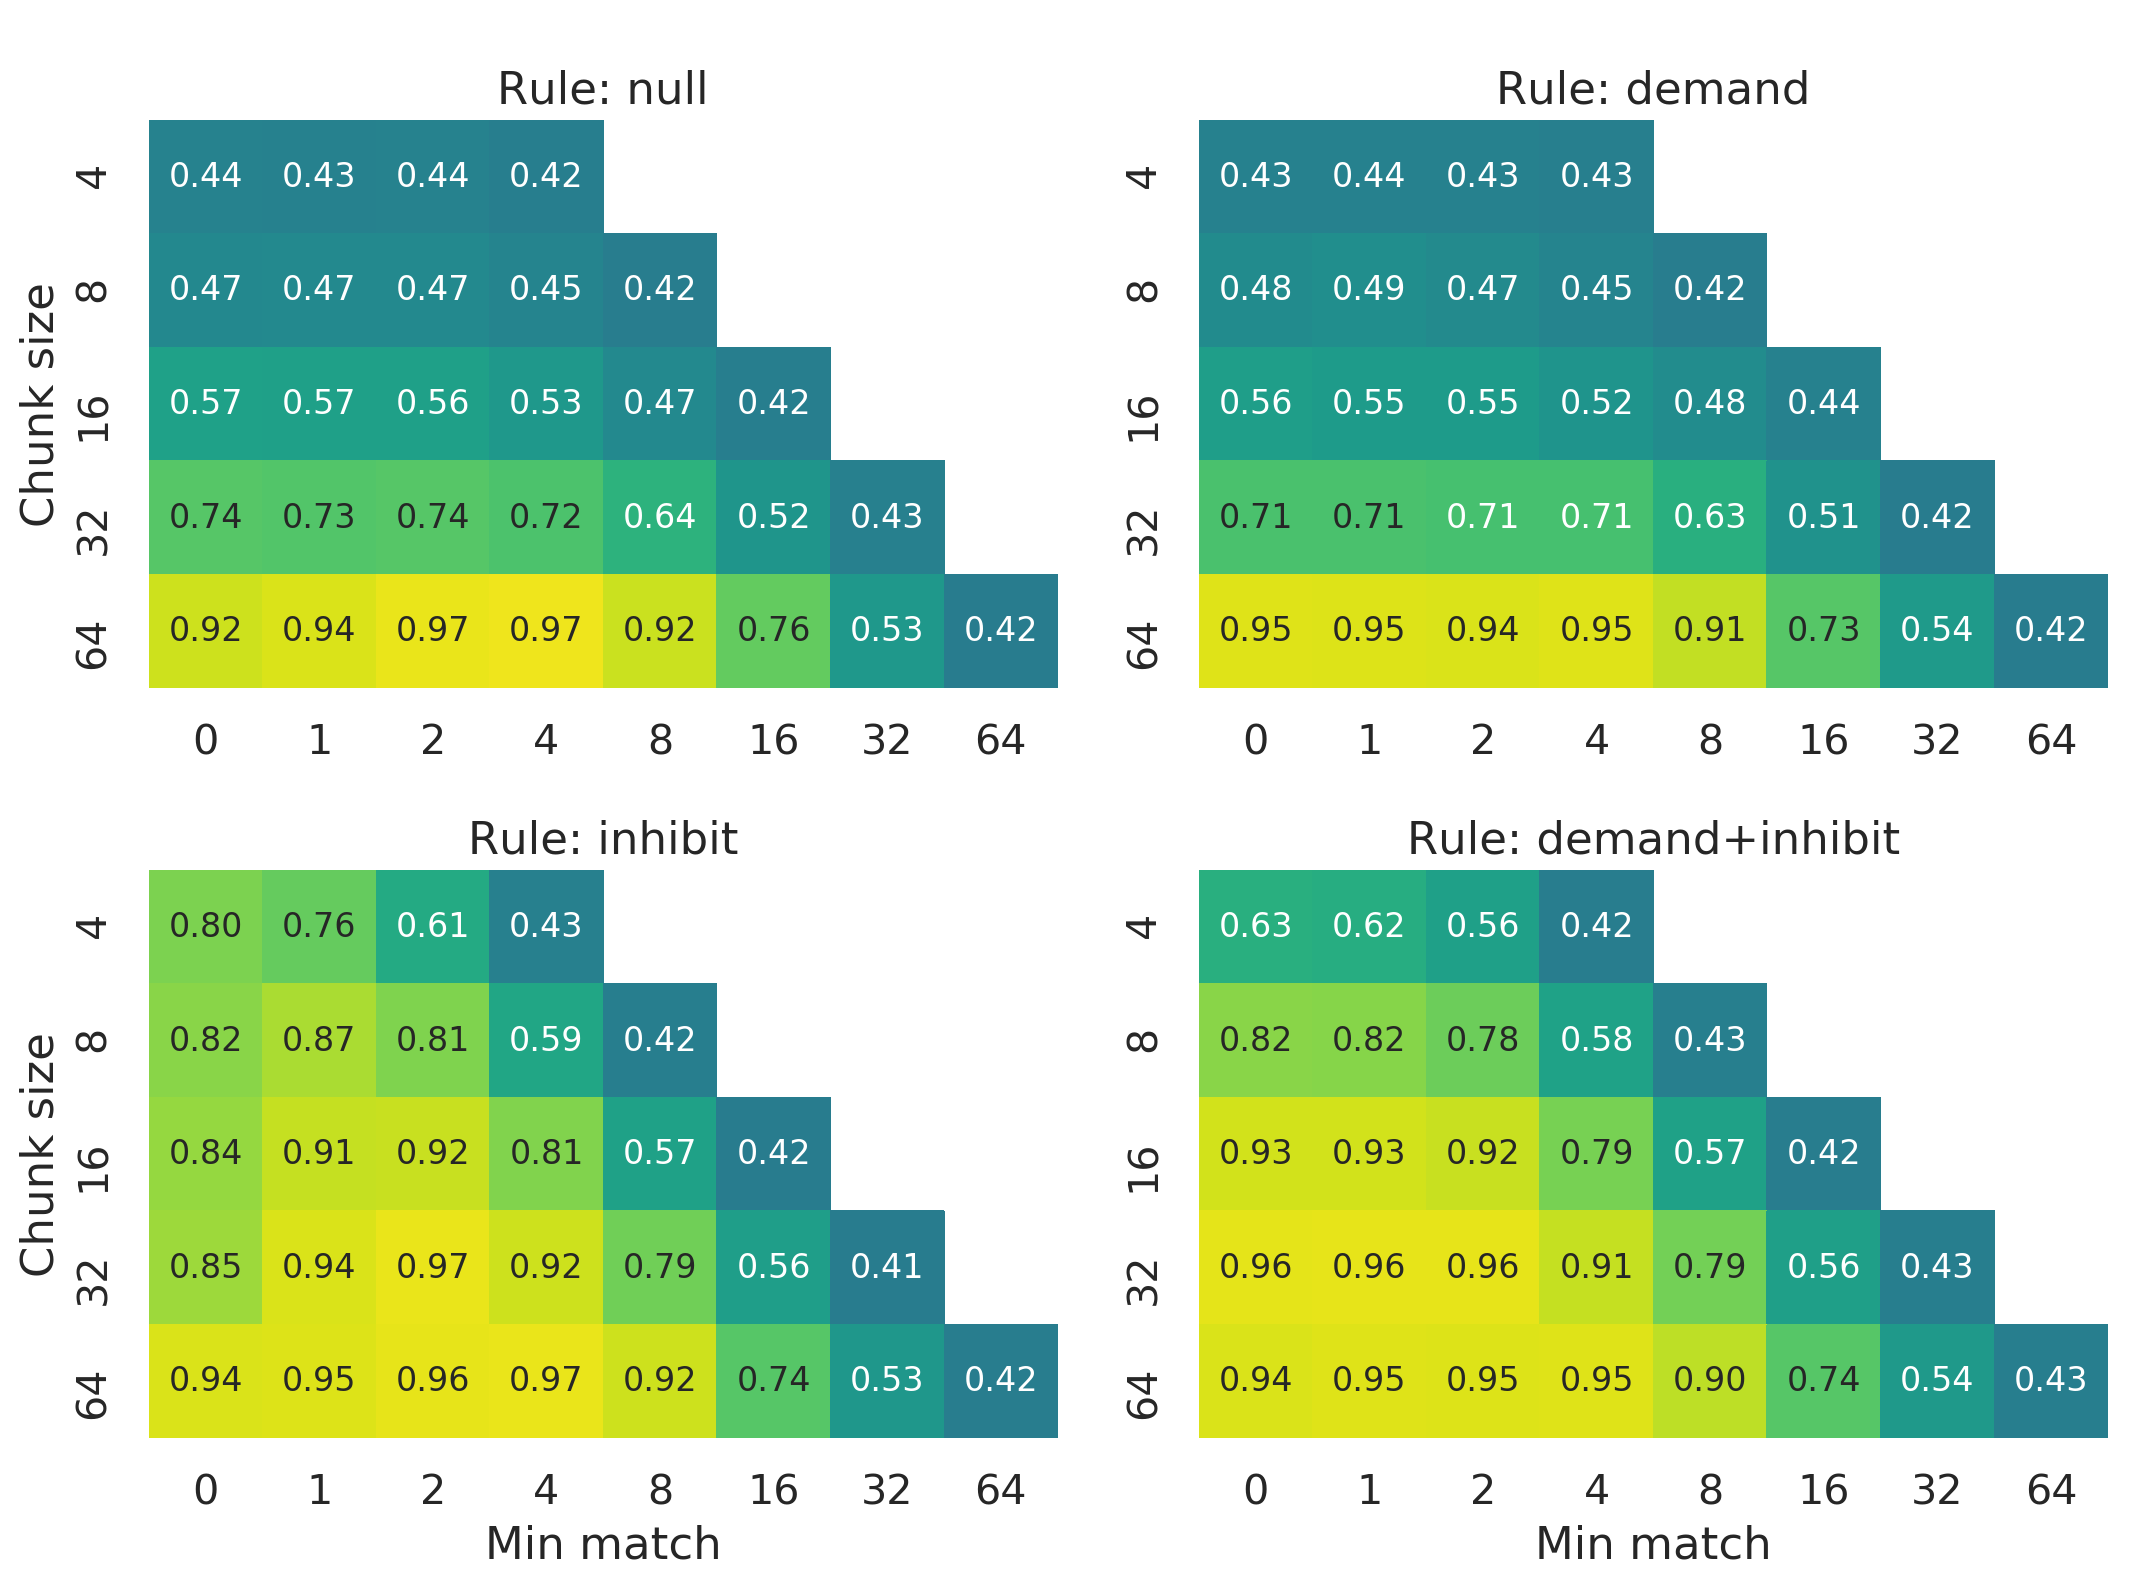 Rule: null
4 0.44 0.43 0.44 0.42
8 0.47 0.47 0.47 0.45 0.42
16 0.57 0.57 0.56 0.53 0.47 0.42
32 0.74 0.73 0.74 0.72 0.64 0.52 0.43
64 0.92 0.94 0.97 0.97 0.92 0.76 0.53 0.42
0 1 2 4 8 16 32 64
Chunk size
Rule: demand
4 0.43 0.44 0.43 0.43
8 0.48 0.49 0.47 0.45 0.42
16 0.56 0.55 0.55 0.52 0.48 0.44
32 0.71 0.71 0.71 0.71 0.63 0.51 0.42
64 0.95 0.95 0.94 0.95 0.91 0.73 0.54 0.42
0 1 2 4 8 16 32 64
Rule: inhibit
4 0.80 0.76 0.61 0.43
8 0.82 0.87 0.81 0.59 0.42
16 0.84 0.91 0.92 0.81 0.57 0.42
32 0.85 0.94 0.97 0.92 0.79 0.56 0.41
64 0.94 0.95 0.96 0.97 0.92 0.74 0.53 0.42
0 1 2 4 8 16 32 64
Chunk size
Min match
Rule: demand+inhibit
4 0.63 0.62 0.56 0.42
8 0.82 0.82 0.78 0.58 0.43
16 0.93 0.93 0.92 0.79 0.57 0.42
32 0.96 0.96 0.96 0.91 0.79 0.56 0.43
64 0.94 0.95 0.95 0.95 0.90 0.74 0.54 0.43
0 1 2 4 8 16 32 64
Min match